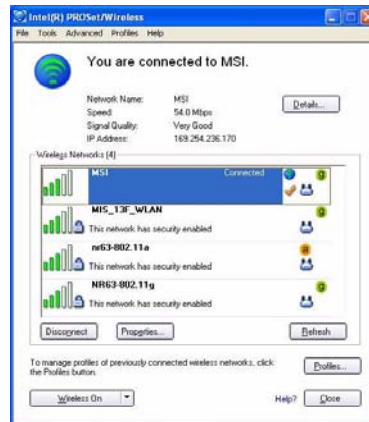 Intel(R) PROSet/Wireless
File Tools Advanced Profiles Help
You are connected to MSI.
Network Name: MSI
Speed: 54.0 Mbps
Signal Quality: Very Good
IP Address: 169.254.236.170
Details...
Wireless Networks (4)
MSI Connected
g
MIS_13F_WLAN
This network has security enabled
g
nr63-802.11a
This network has security enabled
a
NR63-802.11g
This network has security enabled
g
Disconnect Properties... Refresh
To manage profiles of previously connected wireless networks, click
the Profiles button.
Profiles...
Wireless On Help? Close